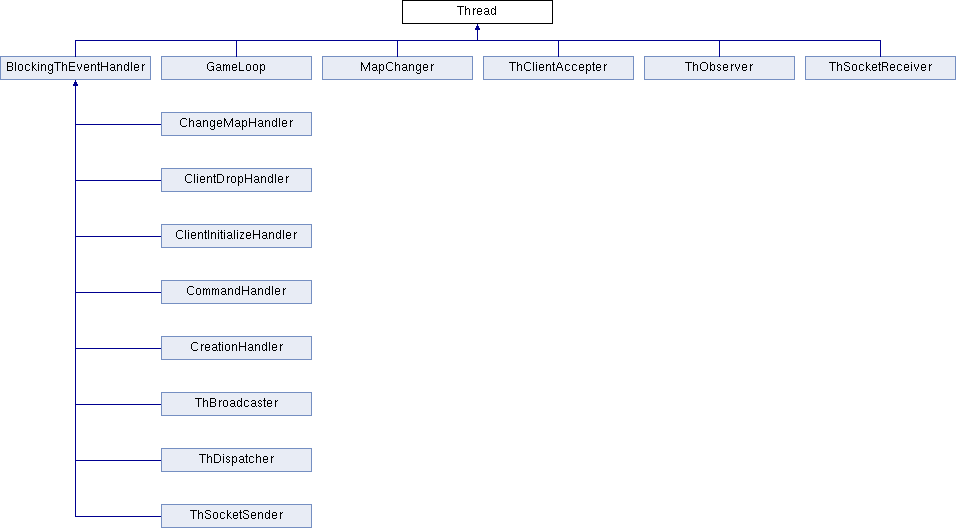 Thread
BlockingThEventHandler
GameLoop
MapChanger
ThClientAccepter
ThObserver
ThSocketReceiver
ChangeMapHandler
ClientDropHandler
ClientInitializeHandler
CommandHandler
CreationHandler
ThBroadcaster
ThDispatcher
ThSocketSender